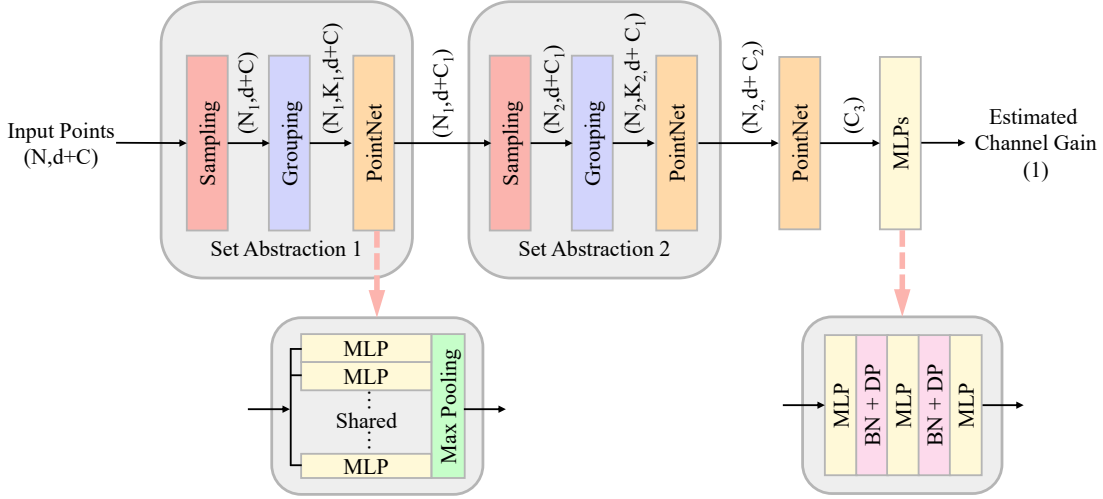 Input Points
(N,d+C)
Sampling
(N₁,d+C)
Grouping
(N₁,K₁,d+C)
PointNet
Set Abstraction 1
(N₁,d+C₁)
Sampling
(N₂,d+C₁)
Grouping
(N₂,K₂,d+ C₁)
PointNet
Set Abstraction 2
(N₂,d+ C₂)
PointNet
(C₃)
MLPs
Estimated
Channel Gain
(1)
MLP
MLP
Shared
MLP
Max Pooling
MLP
BN + DP
MLP
BN + DP
MLP